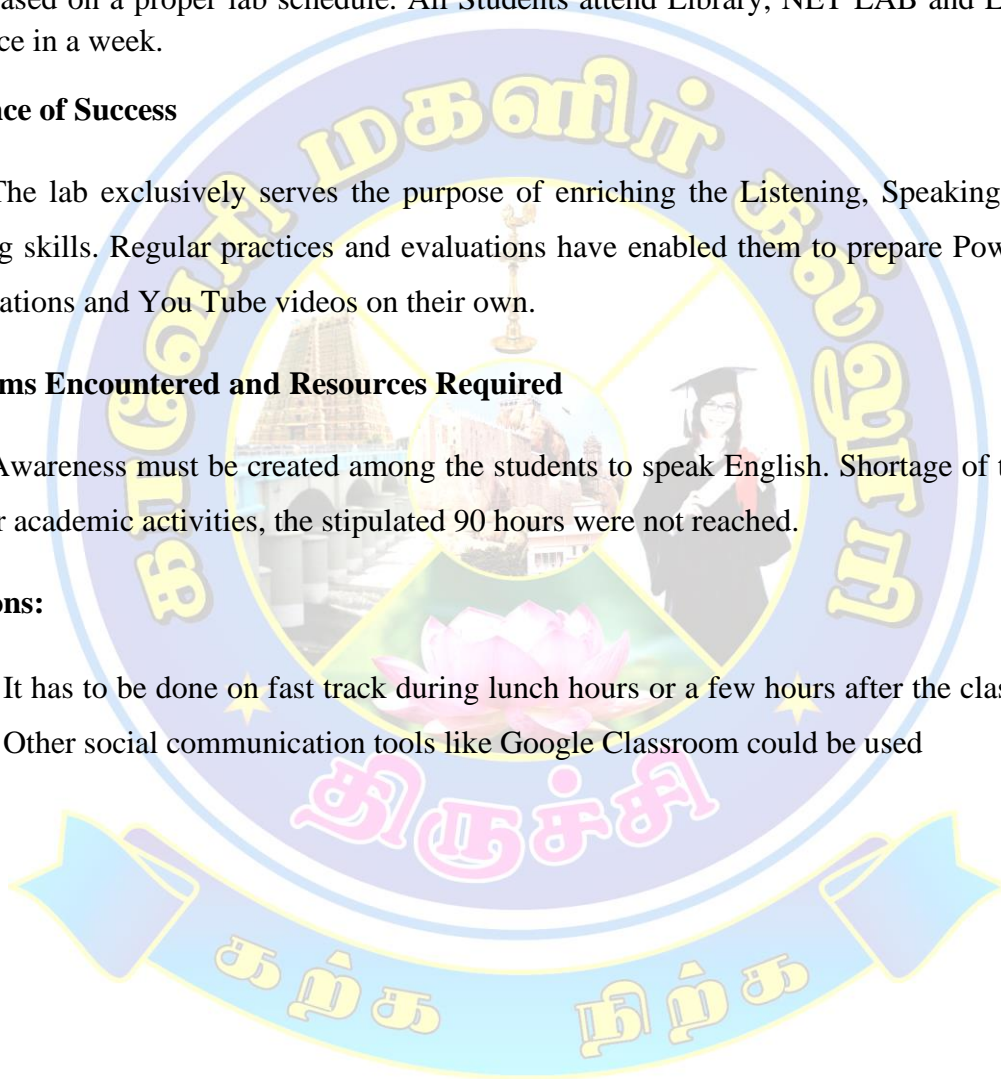 ased on a proper lab schedule. All Students attend Library, NET LAB and L
ce in a week.
nce of Success
The lab exclusively serves the purpose of enriching the Listening, Speaking
g skills. Regular practices and evaluations have enabled them to prepare Pow
ations and You Tube videos on their own.
ms Encountered and Resources Required
Awareness must be created among the students to speak English. Shortage of t
r academic activities, the stipulated 90 hours were not reached.
ons:
It has to be done on fast track during lunch hours or a few hours after the clas
Other social communication tools like Google Classroom could be used
காவேரி மகளிர் கல்லூரி
திருச்சி
கற்க நிற்க